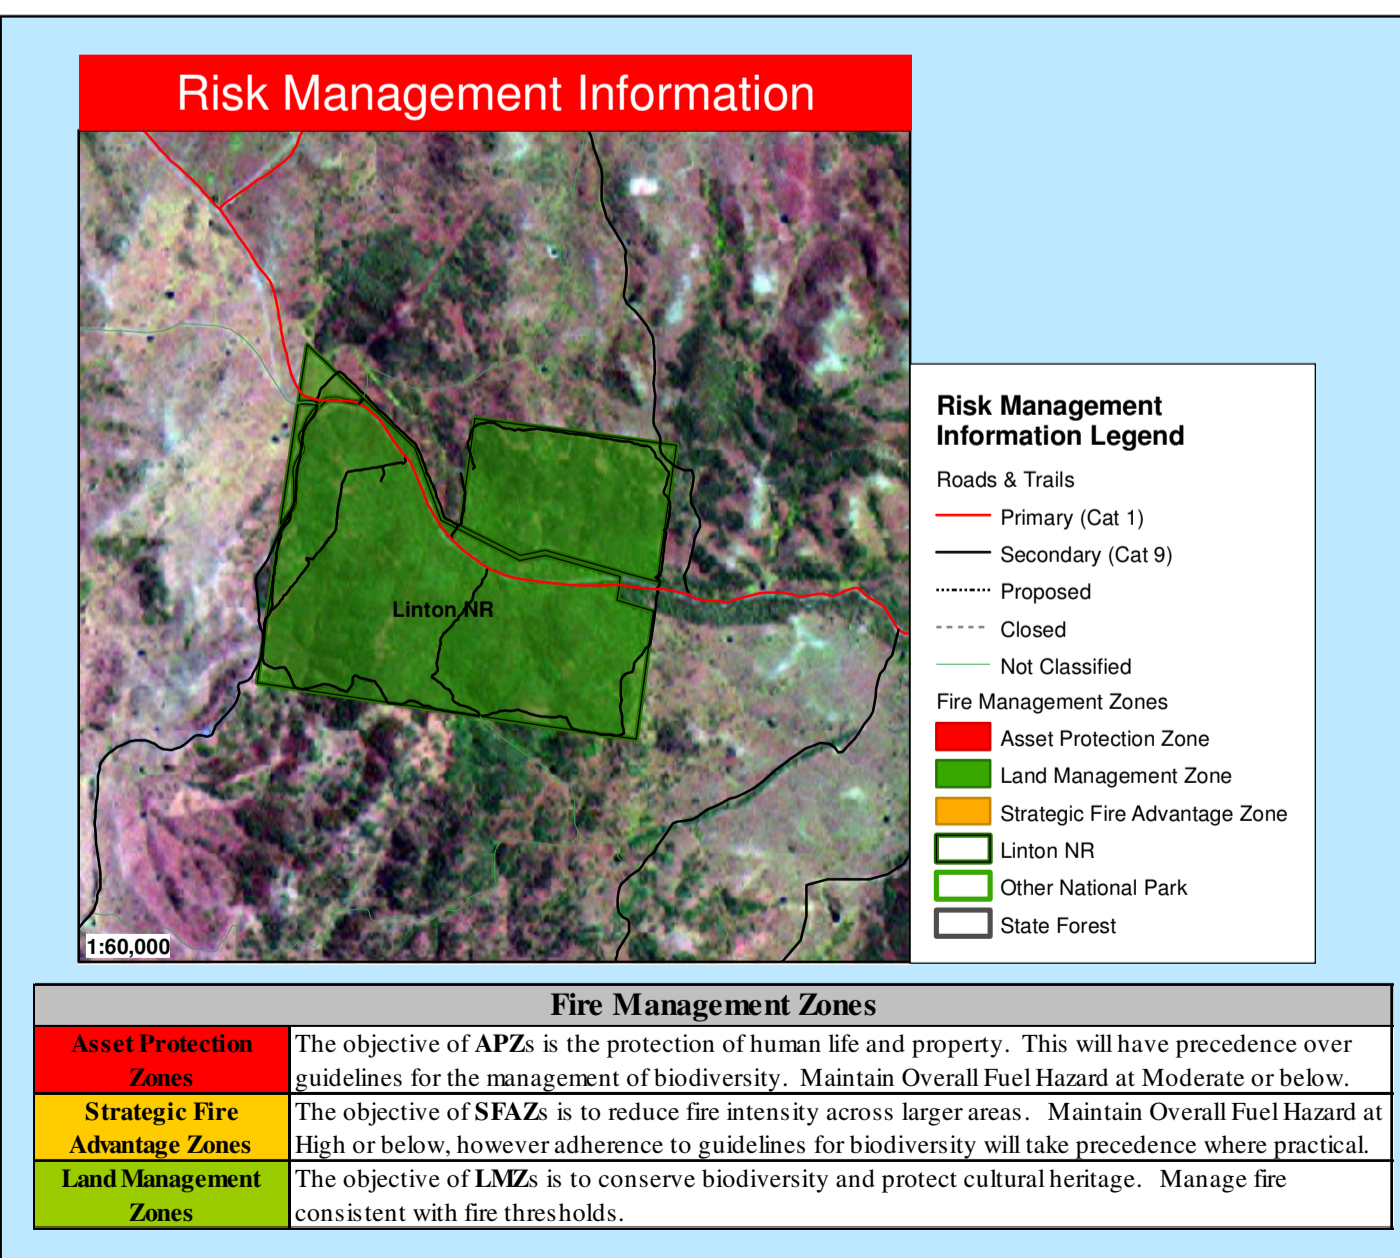 Risk Management Information
Linton NR
1:60,000
Risk Management
Information Legend
Roads & Trails
Primary (Cat 1)
Secondary (Cat 9)
Proposed
Closed
Not Classified
Fire Management Zones
Asset Protection Zone
Land Management Zone
Strategic Fire Advantage Zone
Linton NR
Other National Park
State Forest
Fire Management Zones
Asset Protection
Zones
The objective of APZs is the protection of human life and property. This will have precedence over
guidelines for the management of biodiversity. Maintain Overall Fuel Hazard at Moderate or below.
Strategic Fire
Advantage Zones
The objective of SFAZs is to reduce fire intensity across larger areas. Maintain Overall Fuel Hazard at
High or below, however adherence to guidelines for biodiversity will take precedence where practical.
Land Management
Zones
The objective of LMZs is to conserve biodiversity and protect cultural heritage. Manage fire
consistent with fire thresholds.